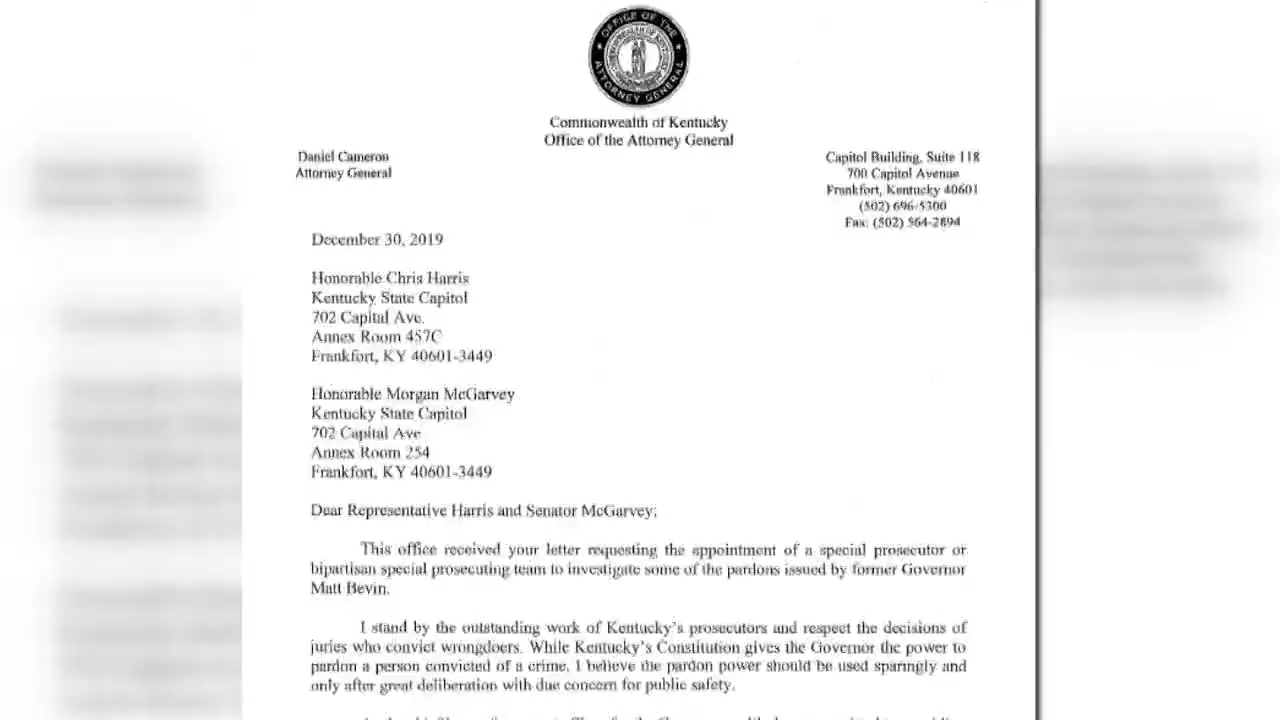 OFFICE OF THE
ATTORNEY GENERAL
Commonwealth of Kentucky
Office of the Attorney General
Daniel Cameron
Attorney General
Capitol Building, Suite 118
700 Capitol Avenue
Frankfort, Kentucky 40601
(502) 696-5300
Fax: (502) 564-2894
December 30, 2019
Honorable Chris Harris
Kentucky State Capitol
702 Capital Ave.
Annex Room 457C
Frankfort, KY 40601-3449
Honorable Morgan McGarvey
Kentucky State Capitol
702 Capital Ave
Annex Room 254
Frankfort, KY 40601-3449
Dear Representative Harris and Senator McGarvey;
This office received your letter requesting the appointment of a special prosecutor or
bipartisan special prosecuting team to investigate some of the pardons issued by former Governor
Matt Bevin.
I stand by the outstanding work of Kentucky's prosecutors and respect the decisions of
juries who convict wrongdoers. While Kentucky's Constitution gives the Governor the power to
pardon a person convicted of a crime, I believe the pardon power should be used sparingly and
only after great deliberation with due concern for public safety.